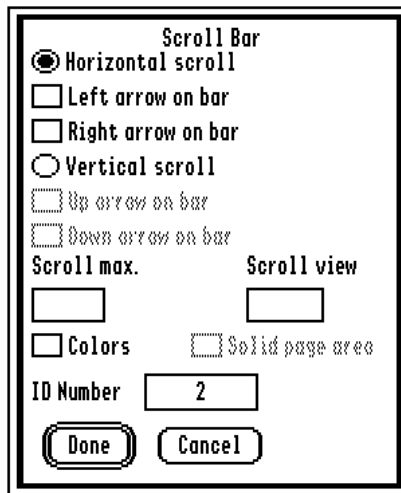 Scroll Bar
Horizontal scroll
Left arrow on bar
Right arrow on bar
Vertical scroll
Up arrow on bar
Down arrow on bar
Scroll max. Scroll view
Colors Solid page area
ID Number 2
Done Cancel